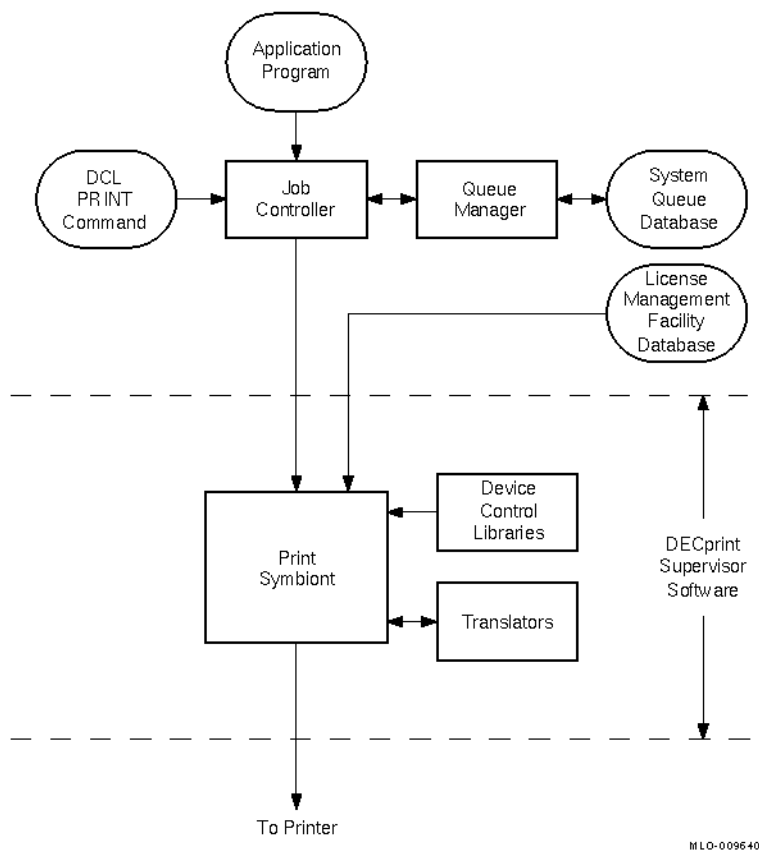 Application
Program
DCL
PRINT
Command
Job
Controller
Queue
Manager
System
Queue
Database
License
Management
Facility
Database
Device
Control
Libraries
Print
Symbiont
Translators
DECprint
Supervisor
Software
To Printer
MLO-009640